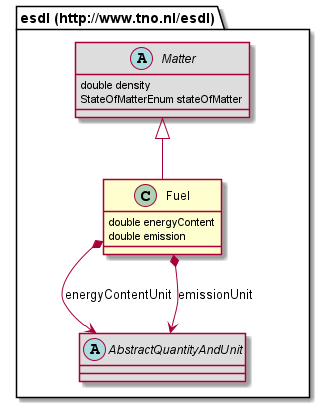 esdl (http://www.tno.nl/esdl)
A Matter
double density
StateOfMatterEnum stateOfMatter
C Fuel
double energyContent
double emission
energyContentUnit emissionUnit
A AbstractQuantityAndUnit